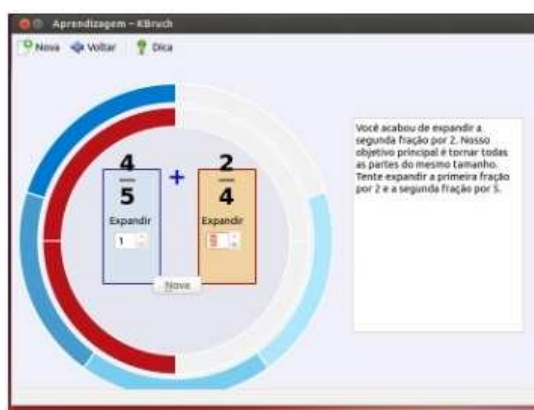 Aprendizagem – KBruch
Nova Voltar Dica
4 + 2
5 4
Expandir Expandir
1
Nova
Você acabou de expandir a
segunda fração por 2. Nosso
objetivo principal é tornar todas
as partes do mesmo tamanho.
Tente expandir a primeira fração
por 2 e a segunda fração por 5.